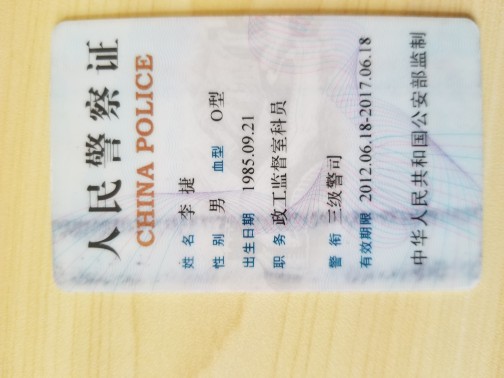 人民警察证
CHINA POLICE
姓名 李捷
性别 男 血型 O型
出生日期 1985.09.21
职务 政工监督室科员
警衔 三级警司
有效期限 2012.06.18-2017.06.18
中华人民共和国公安部监制